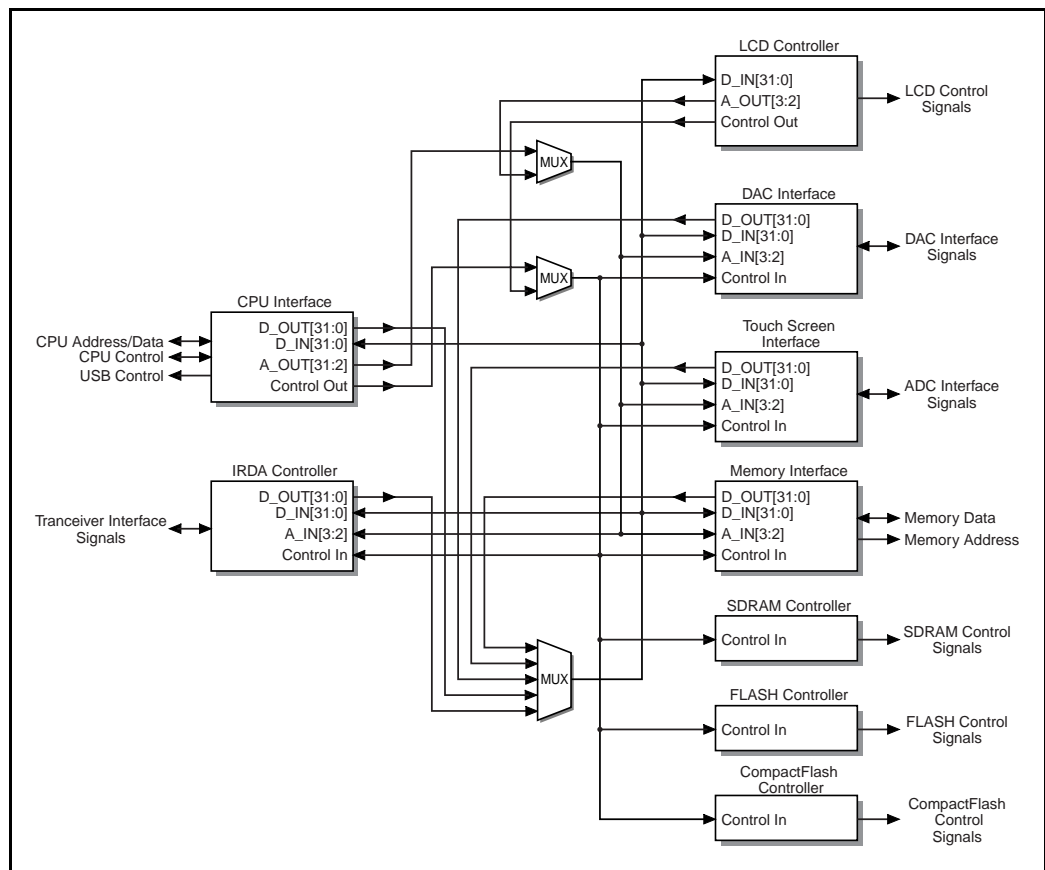 LCD Controller
D_IN[31:0]
A_OUT[3:2]
Control Out
LCD Control
Signals
MUX
DAC Interface
D_OUT[31:0]
D_IN[31:0]
A_IN[3:2]
Control In
DAC Interface
Signals
MUX
CPU Interface
CPU Address/Data
CPU Control
USB Control
D_OUT[31:0]
D_IN[31:0]
A_OUT[31:2]
Control Out
Touch Screen
Interface
D_OUT[31:0]
D_IN[31:0]
A_IN[3:2]
Control In
ADC Interface
Signals
IRDA Controller
Tranceiver Interface
Signals
D_OUT[31:0]
D_IN[31:0]
A_IN[3:2]
Control In
Memory Interface
D_OUT[31:0]
D_IN[31:0]
A_IN[3:2]
Control In
Memory Data
Memory Address
MUX
SDRAM Controller
Control In
SDRAM Control
Signals
FLASH Controller
Control In
FLASH Control
Signals
CompactFlash
Controller
Control In
CompactFlash
Control
Signals